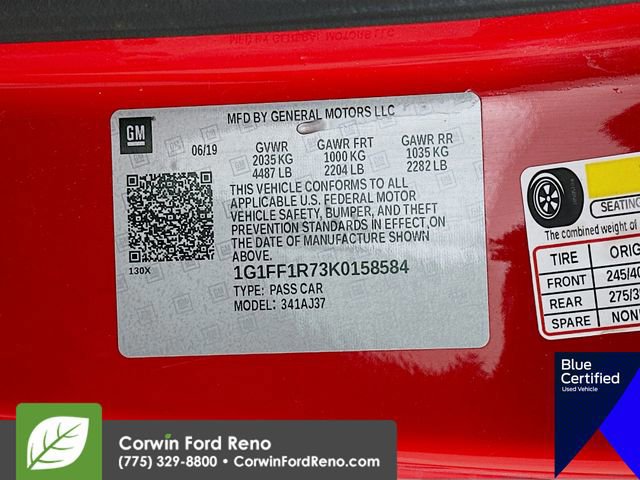 MFD BY GENERAL MOTORS LLC
GM
06/19
GVWR GAWR FRT GAWR RR
2035 KG 1000 KG 1035 KG
4487 LB 2204 LB 2282 LB
THIS VEHICLE CONFORMS TO ALL
APPLICABLE U.S. FEDERAL MOTOR
VEHICLE SAFETY, BUMPER, AND THEFT
PREVENTION STANDARDS IN EFFECT ON
THE DATE OF MANUFACTURE SHOWN
ABOVE.
130X
1G1FF1R73K0158584
TYPE: PASS CAR
MODEL: 341AJ37
SEATING
The combined weight of
TIRE ORIG
FRONT 245/40
REAR 275/3
SPARE NON
Blue
Certified
Used Vehicle
Corwin Ford Reno
(775) 329-8800 • CorwinFordReno.com